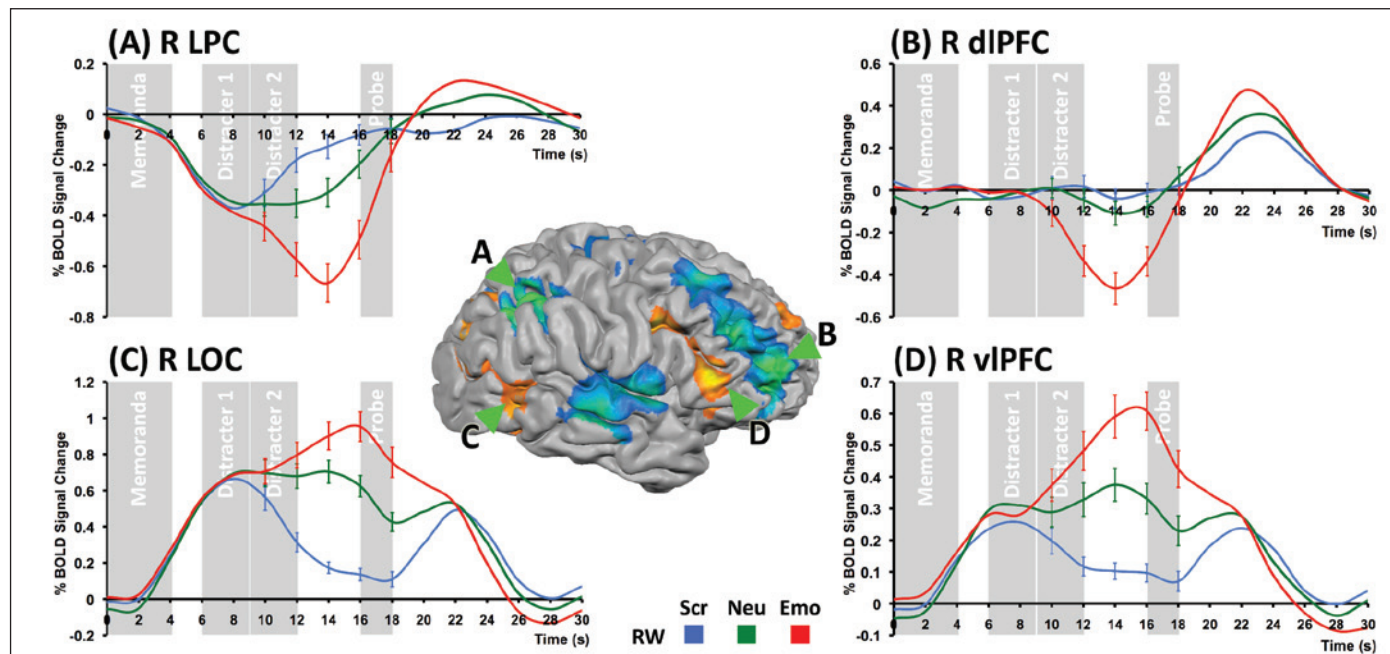 (A) R LPC
% BOLD Signal Change
0.2
0
-0.2
-0.4
-0.6
-0.8
Memoranda
Distracter 1
Distracter 2
Probe
0 2 4 6 8 10 12 14 16 18 20 22 24 26 28 30
Time (s)
(B) R dlPFC
% BOLD Signal Change
0.6
0.4
0.2
0
-0.2
-0.4
-0.6
Memoranda
Distracter 1
Distracter 2
Probe
0 2 4 6 8 10 12 14 16 18 20 22 24 26 28 30
Time (s)
A
B
C
D
(C) R LOC
% BOLD Signal Change
1.2
1
0.8
0.6
0.4
0.2
0
-0.2
Memoranda
Distracter 1
Distracter 2
Probe
0 2 4 6 8 10 12 14 16 18 20 22 24 26 28 30
Time (s)
Scr Neu Emo
RW
(D) R vlPFC
% BOLD Signal Change
0.7
0.6
0.5
0.4
0.3
0.2
0.1
0
-0.1
Memoranda
Distracter 1
Distracter 2
Probe
0 2 4 6 8 10 12 14 16 18 20 22 24 26 28 30
Time (s)